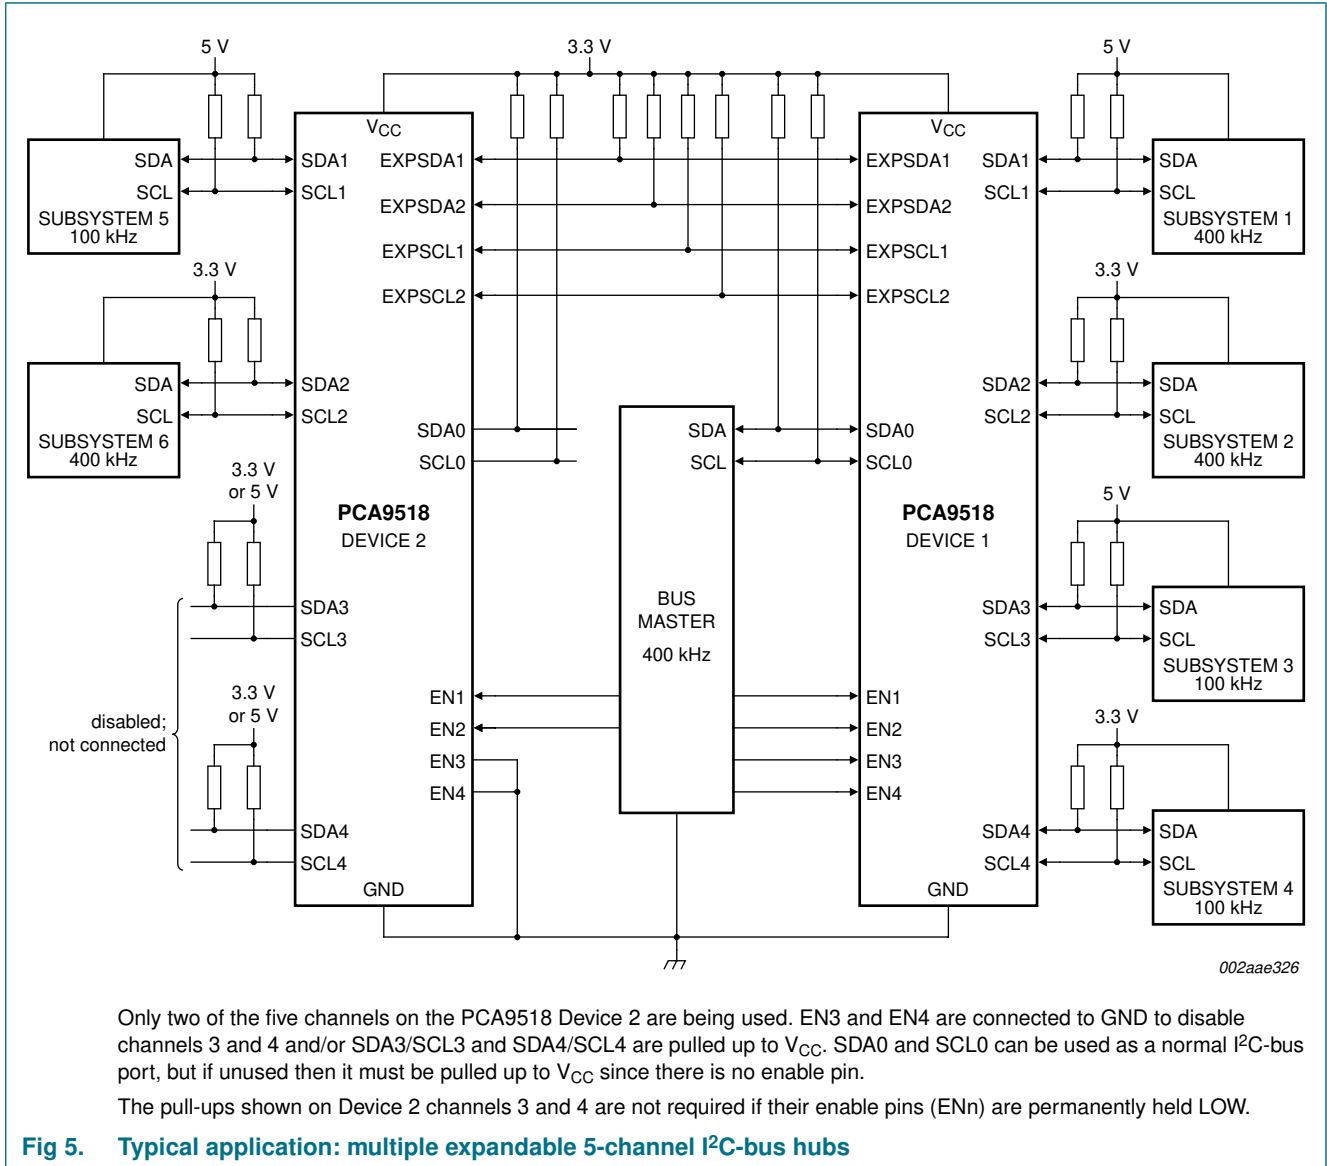 5 V
3.3 V
5 V
VCC
VCC
SDA
SDA1
EXPSDA1
EXPSDA1
SDA1
SDA
SCL
SCL1
SCL1
SCL
SUBSYSTEM 5
100 kHz
EXPSDA2
EXPSDA2
SUBSYSTEM 1
400 kHz
EXPSCL1
EXPSCL1
3.3 V
EXPSCL2
EXPSCL2
3.3 V
SDA
SDA2
SDA2
SDA
SCL
SCL2
SCL2
SCL
SUBSYSTEM 6
400 kHz
SDA0
SDA
SDA0
SUBSYSTEM 2
400 kHz
SCL0
SCL
SCL0
3.3 V
or 5 V
5 V
PCA9518
DEVICE 2
PCA9518
DEVICE 1
BUS
MASTER
400 kHz
SDA3
SDA3
SDA
SCL3
SCL3
SCL
SUBSYSTEM 3
100 kHz
3.3 V
or 5 V
EN1
EN1
3.3 V
disabled;
not connected
EN2
EN2
EN3
EN3
EN4
EN4
SDA4
SDA4
SDA
SCL4
SCL4
SCL
GND
GND
SUBSYSTEM 4
100 kHz
002aae326
Only two of the five channels on the PCA9518 Device 2 are being used. EN3 and EN4 are connected to GND to disable
channels 3 and 4 and/or SDA3/SCL3 and SDA4/SCL4 are pulled up to VCC. SDA0 and SCL0 can be used as a normal I2C-bus
port, but if unused then it must be pulled up to VCC since there is no enable pin.
The pull-ups shown on Device 2 channels 3 and 4 are not required if their enable pins (ENn) are permanently held LOW.
Fig 5. Typical application: multiple expandable 5-channel I2C-bus hubs